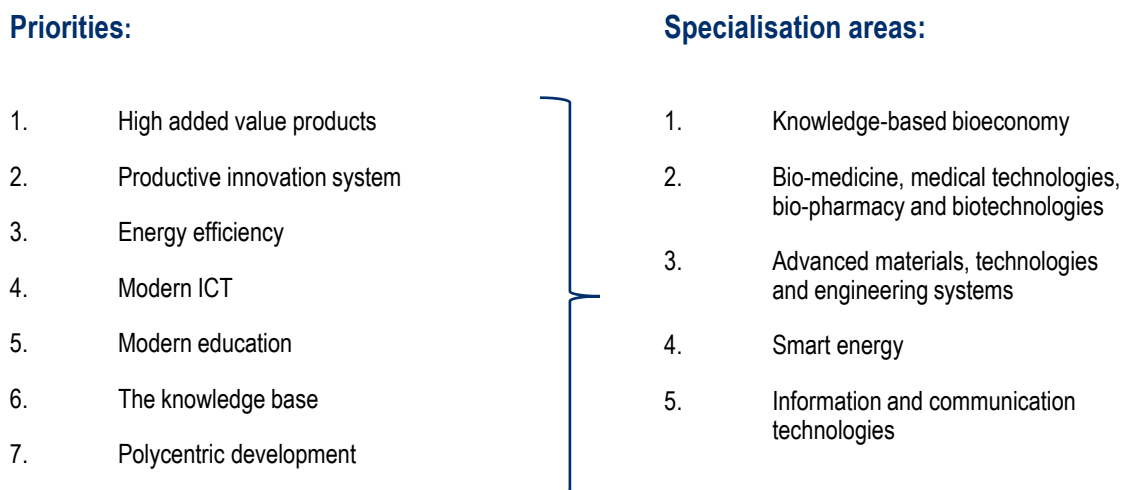 Priorities:
1. High added value products
2. Productive innovation system
3. Energy efficiency
4. Modern ICT
5. Modern education
6. The knowledge base
7. Polycentric development
Specialisation areas:
1. Knowledge-based bioeconomy
2. Bio-medicine, medical technologies,
bio-pharmacy and biotechnologies
3. Advanced materials, technologies
and engineering systems
4. Smart energy
5. Information and communication
technologies